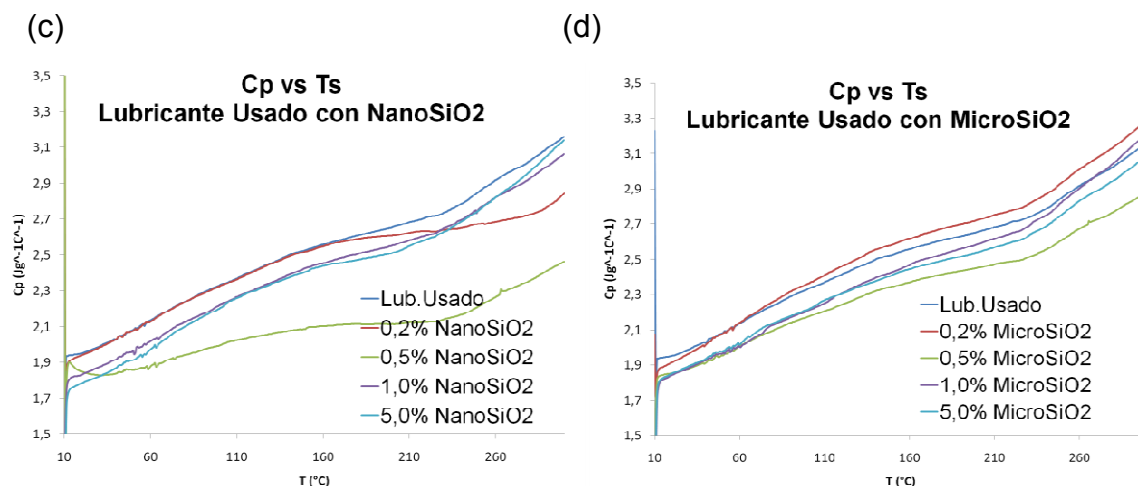 (c)
Cp vs Ts
Lubricante Usado con NanoSiO2
Cp (Jg^-1C^-1)
3,5
3,3
3,1
2,9
2,7
2,5
2,3
2,1
1,9
1,7
1,5
10
60
110
160
210
260
T (°C)
Lub.Usado
0,2% NanoSiO2
0,5% NanoSiO2
1,0% NanoSiO2
5,0% NanoSiO2
(d)
Cp vs Ts
Lubricante Usado con MicroSiO2
Cp (Jg^-1C^-1)
3,5
3,3
3,1
2,9
2,7
2,5
2,3
2,1
1,9
1,7
1,5
10
60
110
160
210
260
T (°C)
Lub.Usado
0,2% MicroSiO2
0,5% MicroSiO2
1,0% MicroSiO2
5,0% MicroSiO2